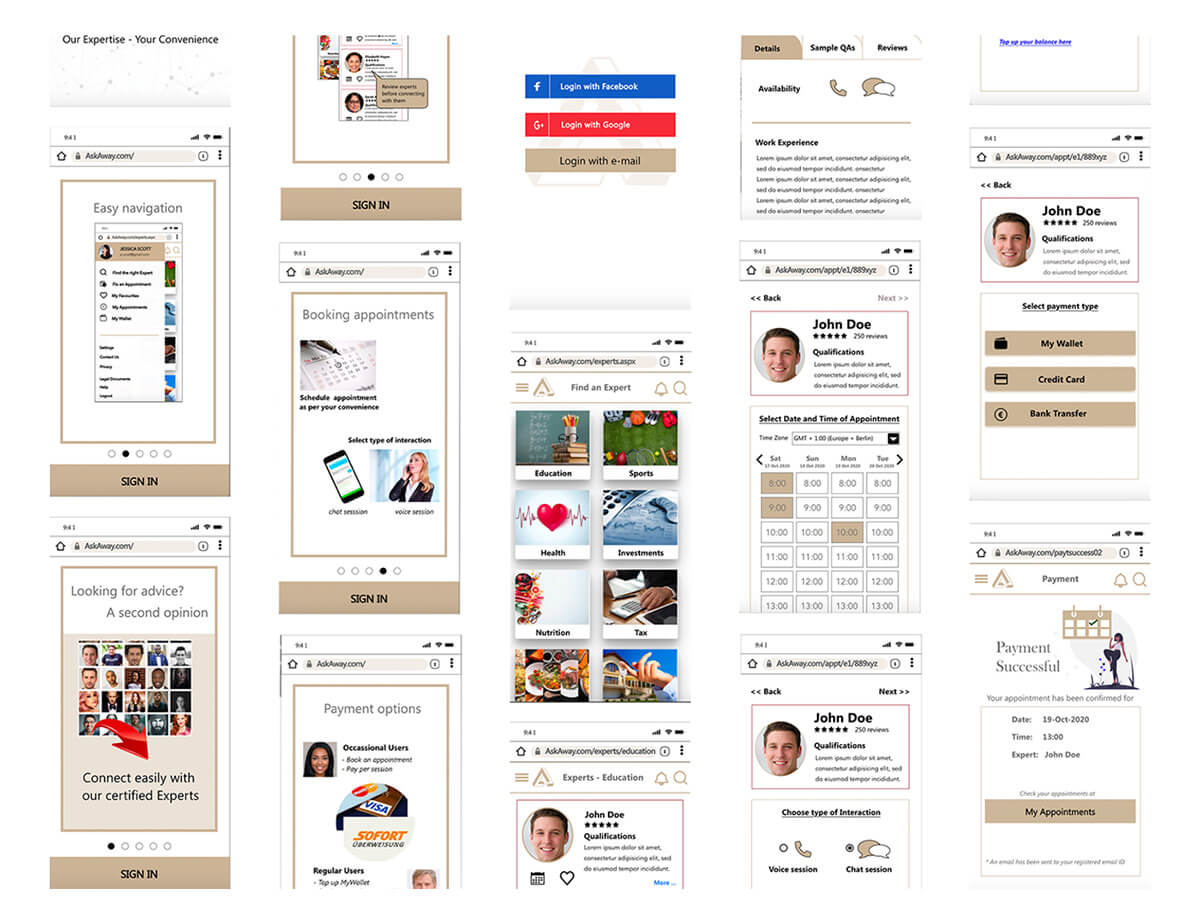 Our Expertise - Your Convenience
9:41
AskAway.com/
Easy navigation
AskAway.com/experts.aspx
JESSICA SCOTT
Find the right Expert
Fix an Appointment
My Favourites
My Appointments
My Wallet
Settings
Contact Us
Privacy
Legal Documents
Help
Logout
SIGN IN
9:41
AskAway.com/
Looking for advice?
A second opinion
Connect easily with
our certified Experts
SIGN IN
More ...
Qualifications
Review experts
before connecting
with them
SIGN IN
9:41
AskAway.com/
Booking appointments
Schedule appointment
as per your convenience
Select type of interaction
chat sesssion
voice session
SIGN IN
9:41
AskAway.com/
Payment options
Occassional Users
- Book an appointment
- Pay per session
MasterCard
VISA
SOFORT
ÜBERWEISUNG
Regular Users
- Top up MyWallet
f Login with Facebook
G+ Login with Google
Login with e-mail
9:41
AskAway.com/experts.aspx
Find an Expert
Education
Sports
Health
Investments
Nutrition
Tax
9:41
AskAway.com/experts/education
Experts - Education
John Doe
Qualifications
Lorem ipsum dolor sit amet,
consectetur adipisicing elit, sed
do eiusmod tempor incididunt.
More ...
Details
Sample QAs
Reviews
Availability
Work Experience
Lorem ipsum dolor sit amet, consectetur adipisicing elit,
sed do eiusmod tempor incididunt. onsectetur
Lorem ipsum dolor sit amet, consectetur adipisicing elit,
sed do eiusmod tempor incididunt. onsectetur
Lorem ipsum dolor sit amet, consectetur adipisicing elit,
sed do eiusmod tempor incididunt. onsectetur
9:41
AskAway.com/appt/e1/889xyz
<< Back
Next >>
John Doe
250 reviews
Qualifications
Lorem ipsum dolor sit amet,
consectetur adipisicing elit, sed
do eiusmod tempor incididunt.
Select Date and Time of Appointment
Time Zone GMT + 1:00 (Europe + Berlin)
Sat Sun Mon Tue
17 Oct 2020 18 Oct 2020 19 Oct 2020 20 Oct 2020
8:00 8:00 8:00 8:00
9:00 9:00 9:00 9:00
10:00 10:00 10:00 10:00
11:00 11:00 11:00 11:00
12:00 12:00 12:00 12:00
13:00 13:00 13:00 13:00
9:41
AskAway.com/appt/e1/889xyz
<< Back
Next >>
John Doe
250 reviews
Qualifications
Lorem ipsum dolor sit amet,
consectetur adipisicing elit, sed
do eiusmod tempor incididunt.
Choose type of Interaction
Voice session
Chat session
Top up your balance here
9:41
AskAway.com/appt/e1/889xyz
<< Back
John Doe
250 reviews
Qualifications
Lorem ipsum dolor sit amet,
consectetur adipisicing elit, sed
do eiusmod tempor incididunt.
Select payment type
My Wallet
Credit Card
€ Bank Transfer
9:41
AskAway.com/paytsuccess02
Payment
Payment
Successful
Your appointment has been confirmed for
Date: 19-Oct-2020
Time: 13:00
Expert: John Doe
Check your appointments at
My Appointments
* An email has been sent to your registered email ID